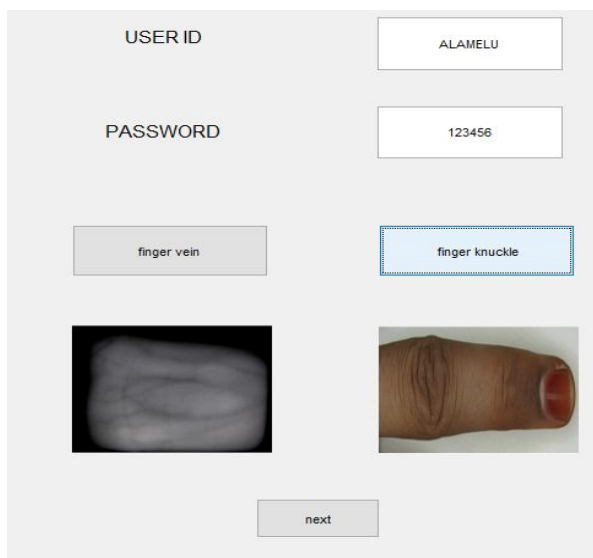 USER ID
ALAMELU
PASSWORD
123456
finger vein
finger knuckle
next